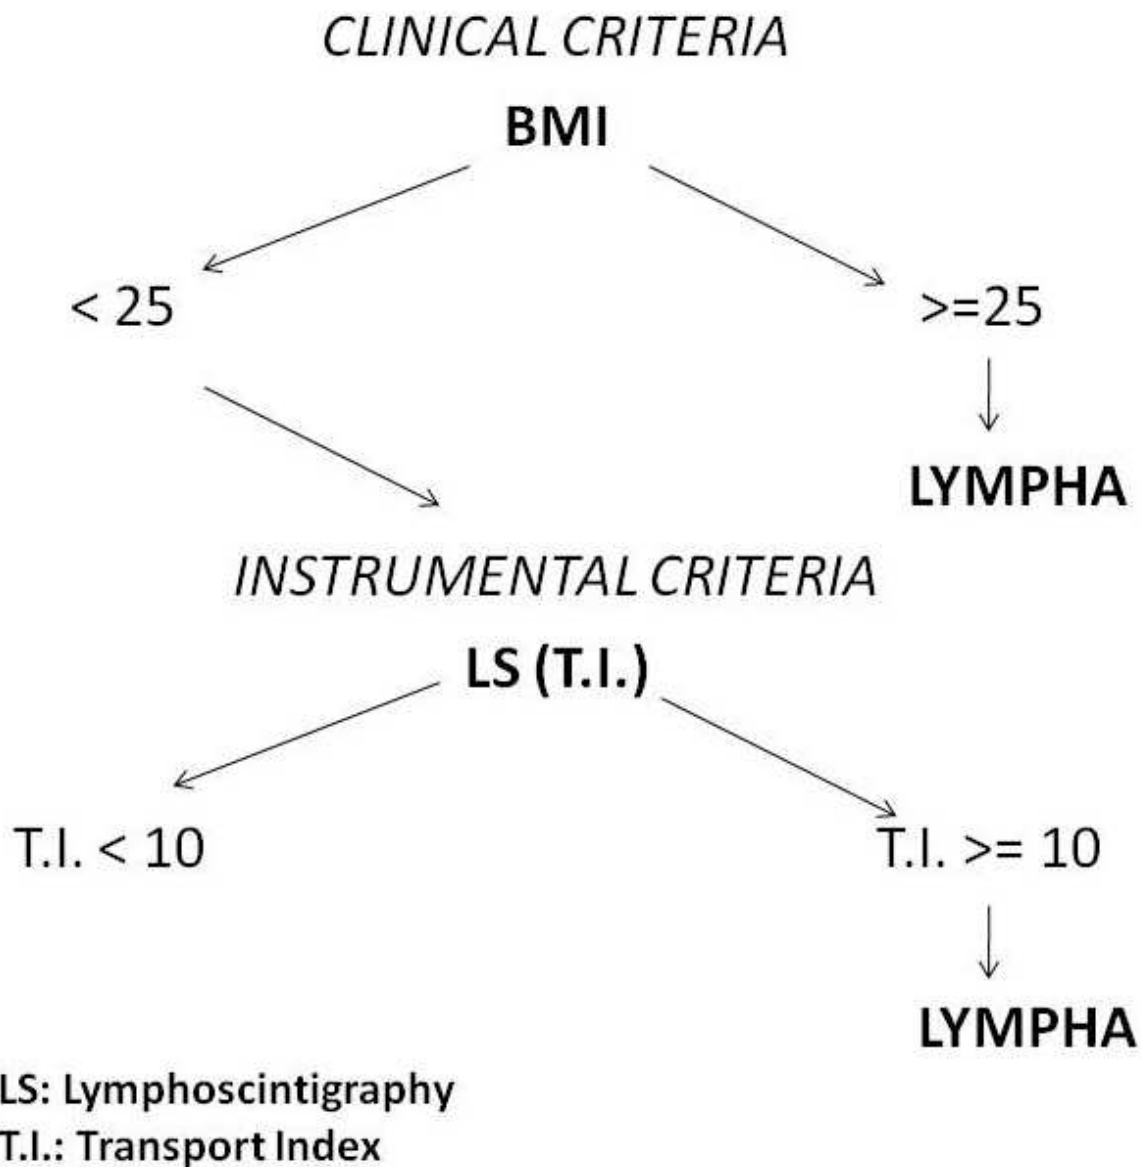 CLINICAL CRITERIA
BMI
< 25
>=25
LYMPHA
INSTRUMENTAL CRITERIA
LS (T.I.)
T.I. < 10
T.I. >= 10
LYMPHA
LS: Lymphoscintigraphy
T.I.: Transport Index